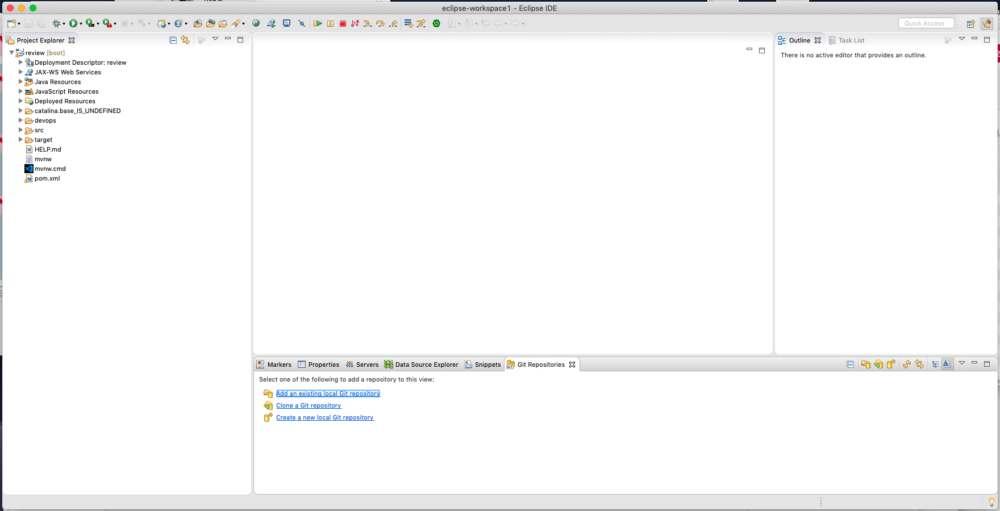 eclipse-workspace1 - Eclipse IDE
Quick Access
Project Explorer
Outline
Task List
There is no active editor that provides an outline.
review [boot]
Deployment Descriptor: review
JAX-WS Web Services
Java Resources
JavaScript Resources
Deployed Resources
catalina.base_IS_UNDEFINED
devops
src
target
HELP.md
mvnw
mvnw.cmd
pom.xml
Markers
Properties
Servers
Data Source Explorer
Snippets
Git Repositories
Select one of the following to add a repository to this view:
Add an existing local Git repository
Clone a Git repository
Create a new local Git repository